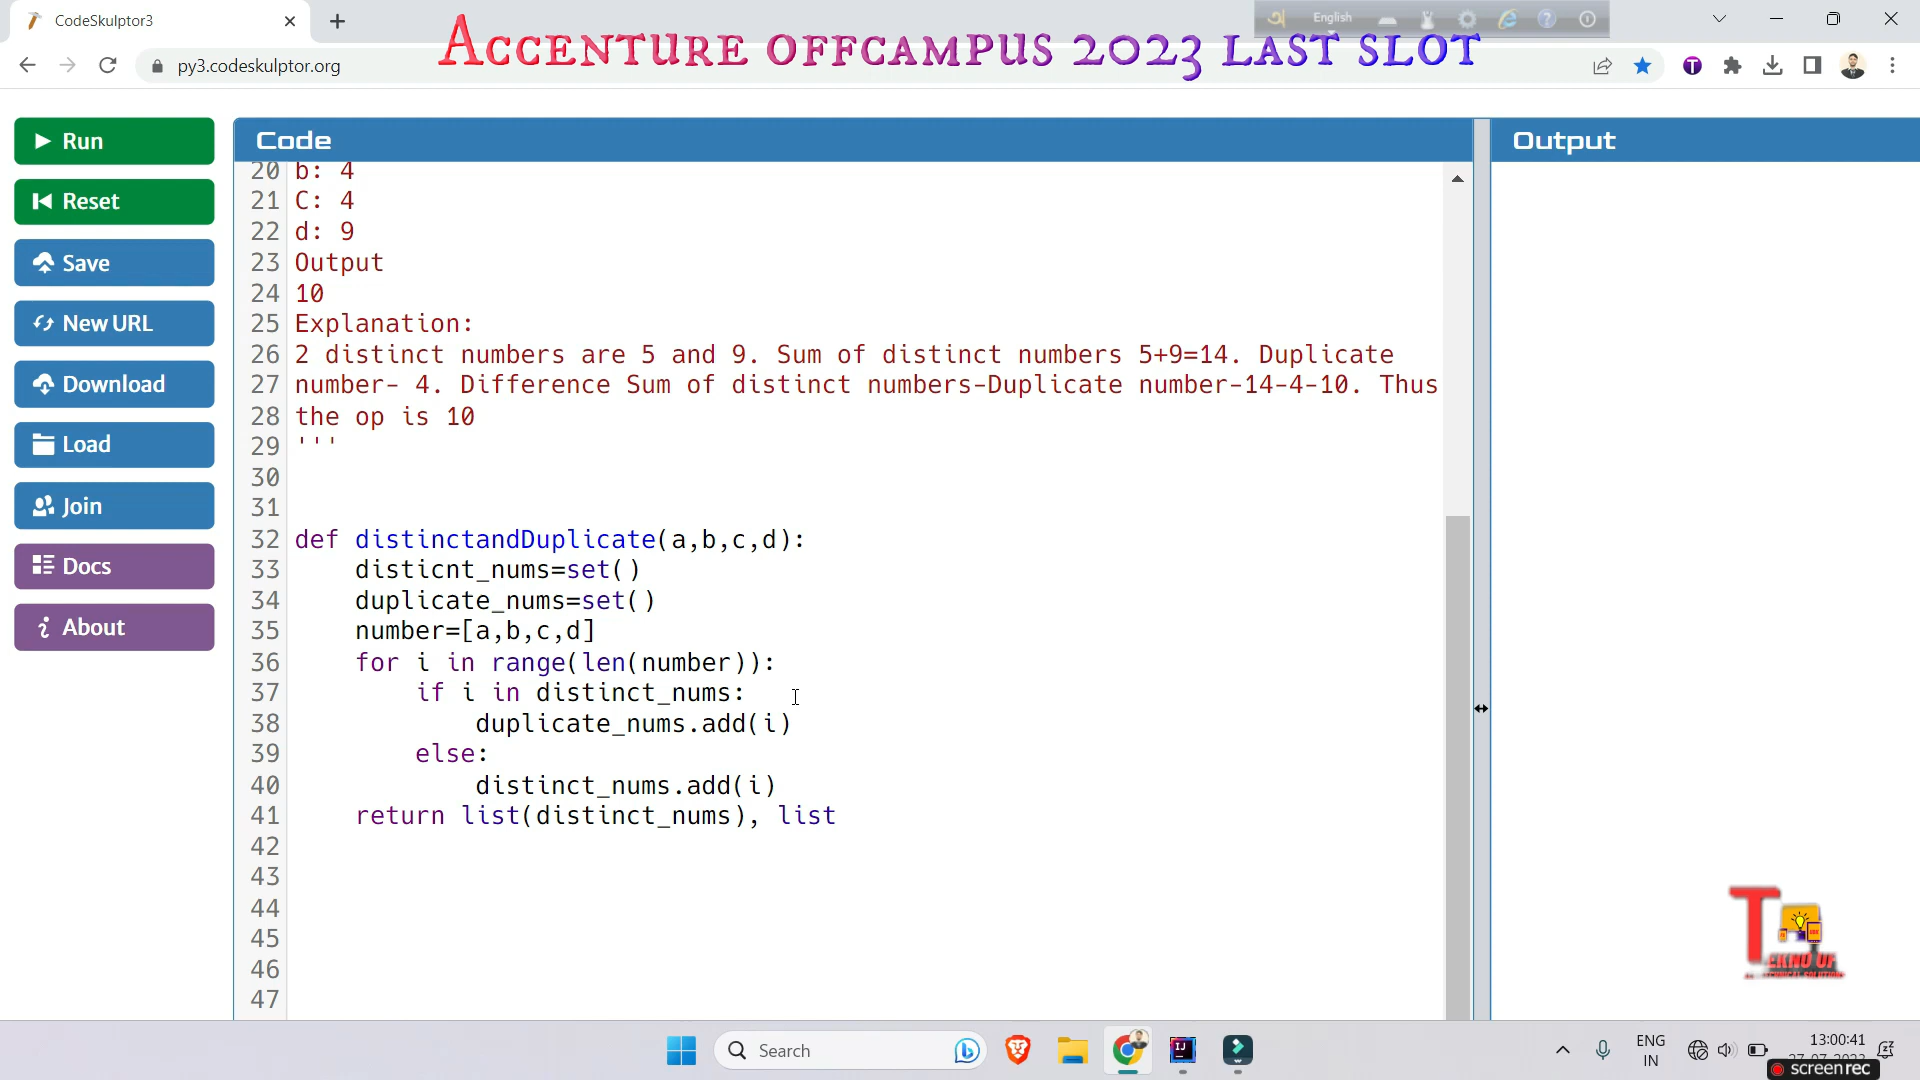 CodeSkulptor3
English
ACCENTURE OFFCAMPUS 2023 LAST SLOT
py3.codeskulptor.org
Run
Reset
Save
New URL
Download
Load
Join
Docs
About
Code
Output
20 b: 4
21 C: 4
22 d: 9
23 Output
24 10
25 Explanation:
26 2 distinct numbers are 5 and 9. Sum of distinct numbers 5+9=14. Duplicate
27 number- 4. Difference Sum of distinct numbers-Duplicate number-14-4-10. Thus
28 the op is 10
29 '''
30
31
32 def distinctandDuplicate(a,b,c,d):
33 disticnt_nums=set()
34 duplicate_nums=set()
35 number=[a,b,c,d]
36 for i in range(len(number)):
37 if i in distinct_nums:
38 duplicate_nums.add(i)
39 else:
40 distinct_nums.add(i)
41 return list(distinct_nums), list
42
43
44
45
46
47
Search
ENG
IN
13:00:41
27-07-2023
screenrec